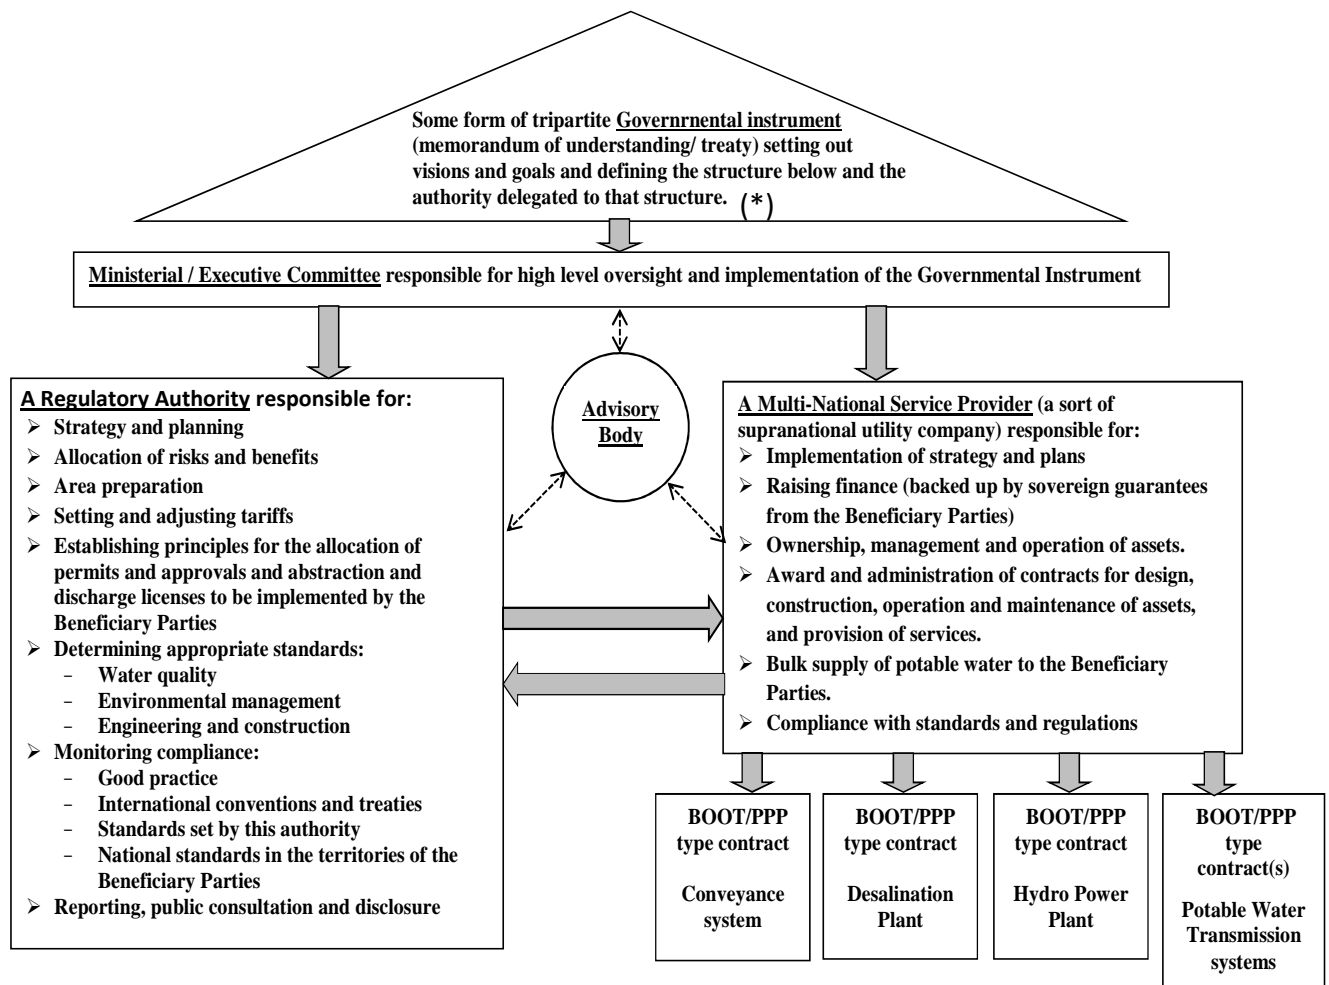 Some form of tripartite Governrnental instrument
(memorandum of understanding/ treaty) setting out
visions and goals and defining the structure below and the
authority delegated to that structure. (*)
Ministerial / Executive Committee responsible for high level oversight and implementation of the Governmental Instrument
Advisory
Body
A Regulatory Authority responsible for:
➢ Strategy and planning
➢ Allocation of risks and benefits
➢ Area preparation
➢ Setting and adjusting tariffs
➢ Establishing principles for the allocation of
permits and approvals and abstraction and
discharge licenses to be implemented by the
Beneficiary Parties
➢ Determining appropriate standards:
– Water quality
– Environmental management
– Engineering and construction
➢ Monitoring compliance:
– Good practice
– International conventions and treaties
– Standards set by this authority
– National standards in the territories of the
Beneficiary Parties
➢ Reporting, public consultation and disclosure
A Multi-National Service Provider (a sort of
supranational utility company) responsible for:
➢ Implementation of strategy and plans
➢ Raising finance (backed up by sovereign guarantees
from the Beneficiary Parties)
➢ Ownership, management and operation of assets.
➢ Award and administration of contracts for design,
construction, operation and maintenance of assets,
and provision of services.
➢ Bulk supply of potable water to the Beneficiary
Parties.
➢ Compliance with standards and regulations
BOOT/PPP
type contract
Conveyance
system
BOOT/PPP
type contract
Desalination
Plant
BOOT/PPP
type contract
Hydro Power
Plant
BOOT/PPP
type
contract(s)
Potable Water
Transmission
systems